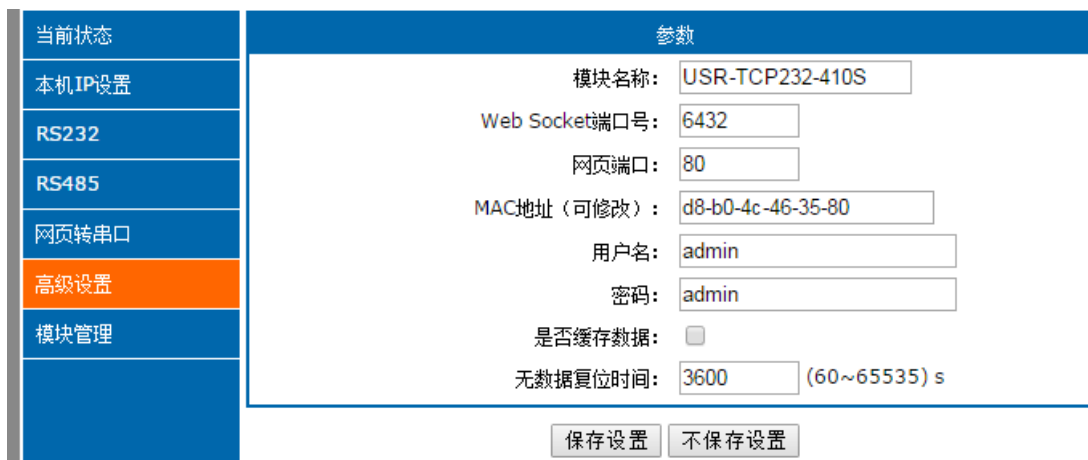 当前状态
本机IP设置
RS232
RS485
网页转串口
高级设置
模块管理
参数
模块名称: USR-TCP232-410S
Web Socket端口号: 6432
网页端口: 80
MAC地址（可修改）: d8-b0-4c-46-35-80
用户名: admin
密码: admin
是否缓存数据:
无数据复位时间: 3600 (60~65535) s
保存设置 不保存设置